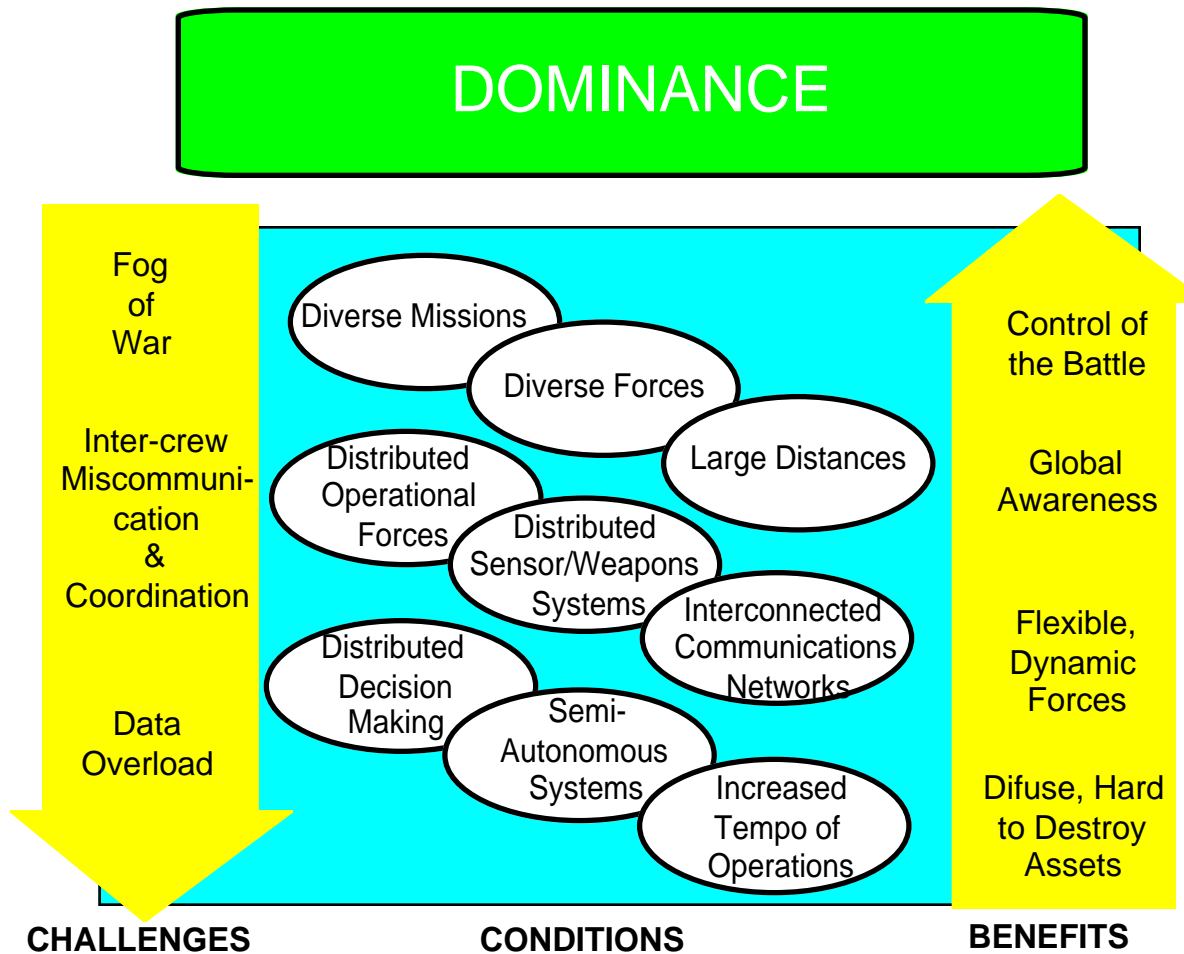 DOMINANCE
Fog
of
War
Inter-crew
Miscommuni-
cation
&
Coordination
Data
Overload
Diverse Missions
Diverse Forces
Large Distances
Distributed
Operational
Forces
Distributed
Sensor/Weapons
Systems
Interconnected
Communications
Networks
Distributed
Decision
Making
Semi-
Autonomous
Systems
Increased
Tempo of
Operations
Control of
the Battle
Global
Awareness
Flexible,
Dynamic
Forces
Difuse, Hard
to Destroy
Assets
CHALLENGES
CONDITIONS
BENEFITS